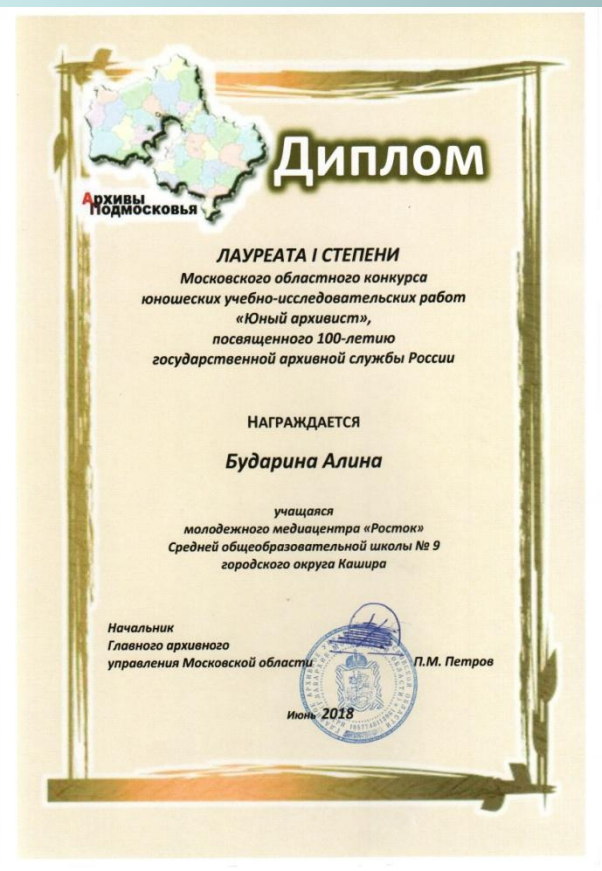 Диплом
Архивы
Подмосковья
ЛАУРЕАТА I СТЕПЕНИ
Московского областного конкурса
юношеских учебно-исследовательских работ
«Юный архивист»,
посвященного 100-летию
государственной архивной службы России
НАГРАЖДАЕТСЯ
Бударина Алина
учащаяся
молодежного медиацентра «Росток»
Средней общеобразовательной школы № 9
городского округа Кашира
Начальник
Главного архивного
управления Московской области П.М. Петров
Июнь 2018